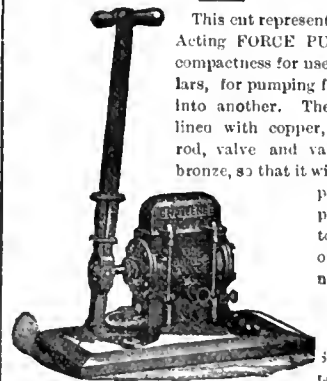 This cut represent
Acting FORCE PU
compactness for use
lars, for pumping f
into another. The
lined with copper,
rod, valve and va
bronze, so that it wi
p
p
to
o
n